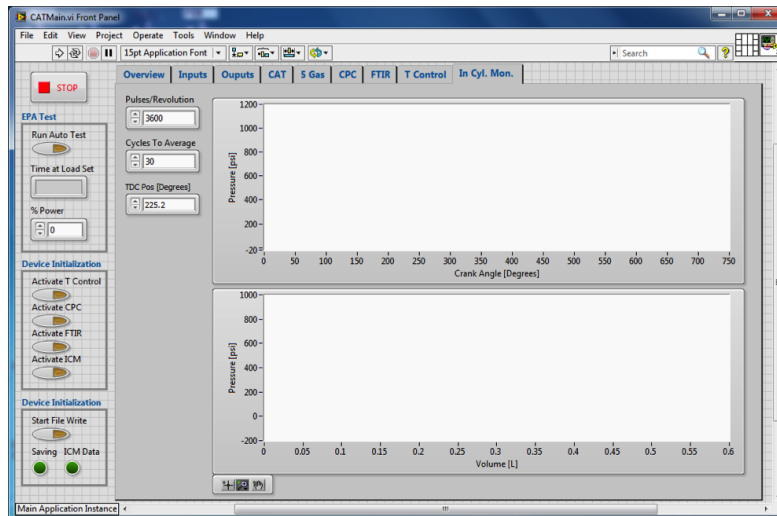 CATMain.vi Front Panel
File Edit View Project Operate Tools Window Help
15pt Application Font
Search
Overview Inputs Ouputs CAT 5 Gas CPC FTIR T Control In Cyl. Mon.
STOP
EPA Test
Run Auto Test
Time at Load Set
% Power
0
Device Initialization
Activate T Control
Activate CPC
Activate FTIR
Activate ICM
Device Initialization
Start File Write
Saving ICM Data
Pulses/Revolution
3600
Cycles To Average
30
TDC Pos [Degrees]
225.2
Pressure [psi]
1200
1000
800
600
400
200
-20
0 50 100 150 200 250 300 350 400 450 500 550 600 650 700 750
Crank Angle [Degrees]
Pressure [psi]
1000
800
600
400
200
0
-200
0 0.05 0.1 0.15 0.2 0.25 0.3 0.35 0.4 0.45 0.5 0.55 0.6
Volume [L]
Main Application Instance